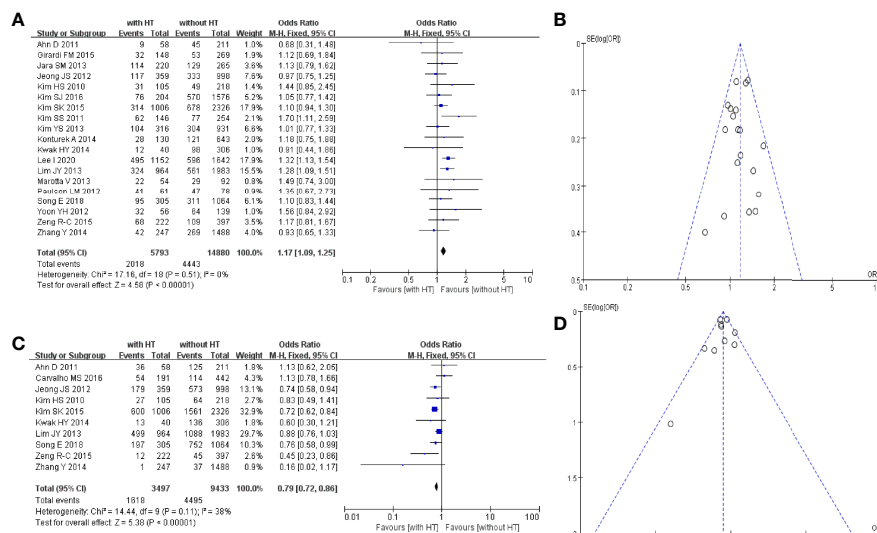 A
with HT without HT Odds Ratio Odds Ratio
Study or Subgroup Events Total Events Total Weight M-H, Fixed, 95% CI M-H, Fixed, 95% CI
Ahn D 2011 9 58 45 211 1.0% 0.68 [0.31, 1.48]
Girardi FM 2015 32 148 53 269 1.9% 1.12 [0.69, 1.84]
Jara SM 2013 114 220 129 265 3.9% 1.13 [0.79, 1.62]
Jeong JS 2012 117 359 333 998 7.9% 0.97 [0.75, 1.25]
Kim HS 2010 31 105 49 218 1.4% 1.44 [0.85, 2.45]
Kim SJ 2016 76 204 570 1576 5.6% 1.05 [0.77, 1.42]
Kim SK 2015 314 1006 678 2326 17.9% 1.10 [0.94, 1.30]
Kim SS 2011 62 146 77 254 2.1% 1.70 [1.11, 2.59]
Kim YS 2013 104 316 304 931 6.7% 1.01 [0.77, 1.33]
Konturek A 2014 28 130 121 643 2.1% 1.18 [0.75, 1.88]
Kwak HY 2014 12 40 98 306 1.0% 0.91 [0.44, 1.86]
Lee I 2020 495 1152 596 1642 17.5% 1.32 [1.13, 1.54]
Lim JY 2013 324 964 561 1983 15.3% 1.28 [1.09, 1.51]
Marotta V 2013 22 54 29 92 0.8% 1.49 [0.74, 3.00]
Paulson LM 2012 41 61 47 78 0.8% 1.35 [0.67, 2.73]
Song E 2018 95 305 311 1064 6.0% 1.10 [0.83, 1.44]
Yoon YH 2012 32 56 64 139 0.9% 1.56 [0.84, 2.92]
Zeng R-C 2015 68 222 109 397 3.2% 1.17 [0.81, 1.67]
Zhang Y 2014 42 247 269 1488 4.0% 0.93 [0.65, 1.33]
Total (95% CI) 5793 14880 100.0% 1.17 [1.09, 1.25]
Total events 2018 4443
Heterogeneity: Chi² = 17.16, df = 18 (P = 0.51); I² = 0%
Test for overall effect: Z = 4.58 (P < 0.00001)
0.1 0.2 0.5 1 2 5 10
Favours [with HT] Favours [without HT]
B
SE(log[OR])
0
0.1
0.2
0.3
0.4
0.5
OR
0.1 0.2 0.5 1 2 5
C
with HT without HT Odds Ratio Odds Ratio
Study or Subgroup Events Total Events Total Weight M-H, Fixed, 95% CI M-H, Fixed, 95% CI
Ahn D 2011 36 58 125 211 1.3% 1.13 [0.62, 2.05]
Carvalho MS 2016 54 191 114 442 2.9% 1.13 [0.78, 1.66]
Jeong JS 2012 179 359 573 998 9.4% 0.74 [0.58, 0.94]
Kim HS 2010 27 105 64 218 1.9% 0.83 [0.49, 1.41]
Kim SK 2015 600 1006 1561 2326 32.9% 0.72 [0.62, 0.84]
Kwak HY 2014 13 40 136 306 1.2% 0.60 [0.30, 1.21]
Lim JY 2013 499 964 1088 1983 29.7% 0.88 [0.76, 1.03]
Song E 2018 197 305 752 1064
Zeng R-C 2015 12 222 45 397 0.45 [0.23, 0.86]
Zhang Y 2014 1 247 37 1488 0.16 [0.02, 1.17]
Total (95% CI) 3497 9433 100.0% 0.79 [0.72, 0.86]
Total events 1618 4495
Heterogeneity: Chi² = 14.44, df = 9 (P = 0.11); I² = 38%
Test for overall effect: Z = 5.38 (P < 0.00001)
0.01 0.1 1 10 100
Favours [with HT] Favours [without HT]
D
SE(log[OR])
0
0.5
1
1.5